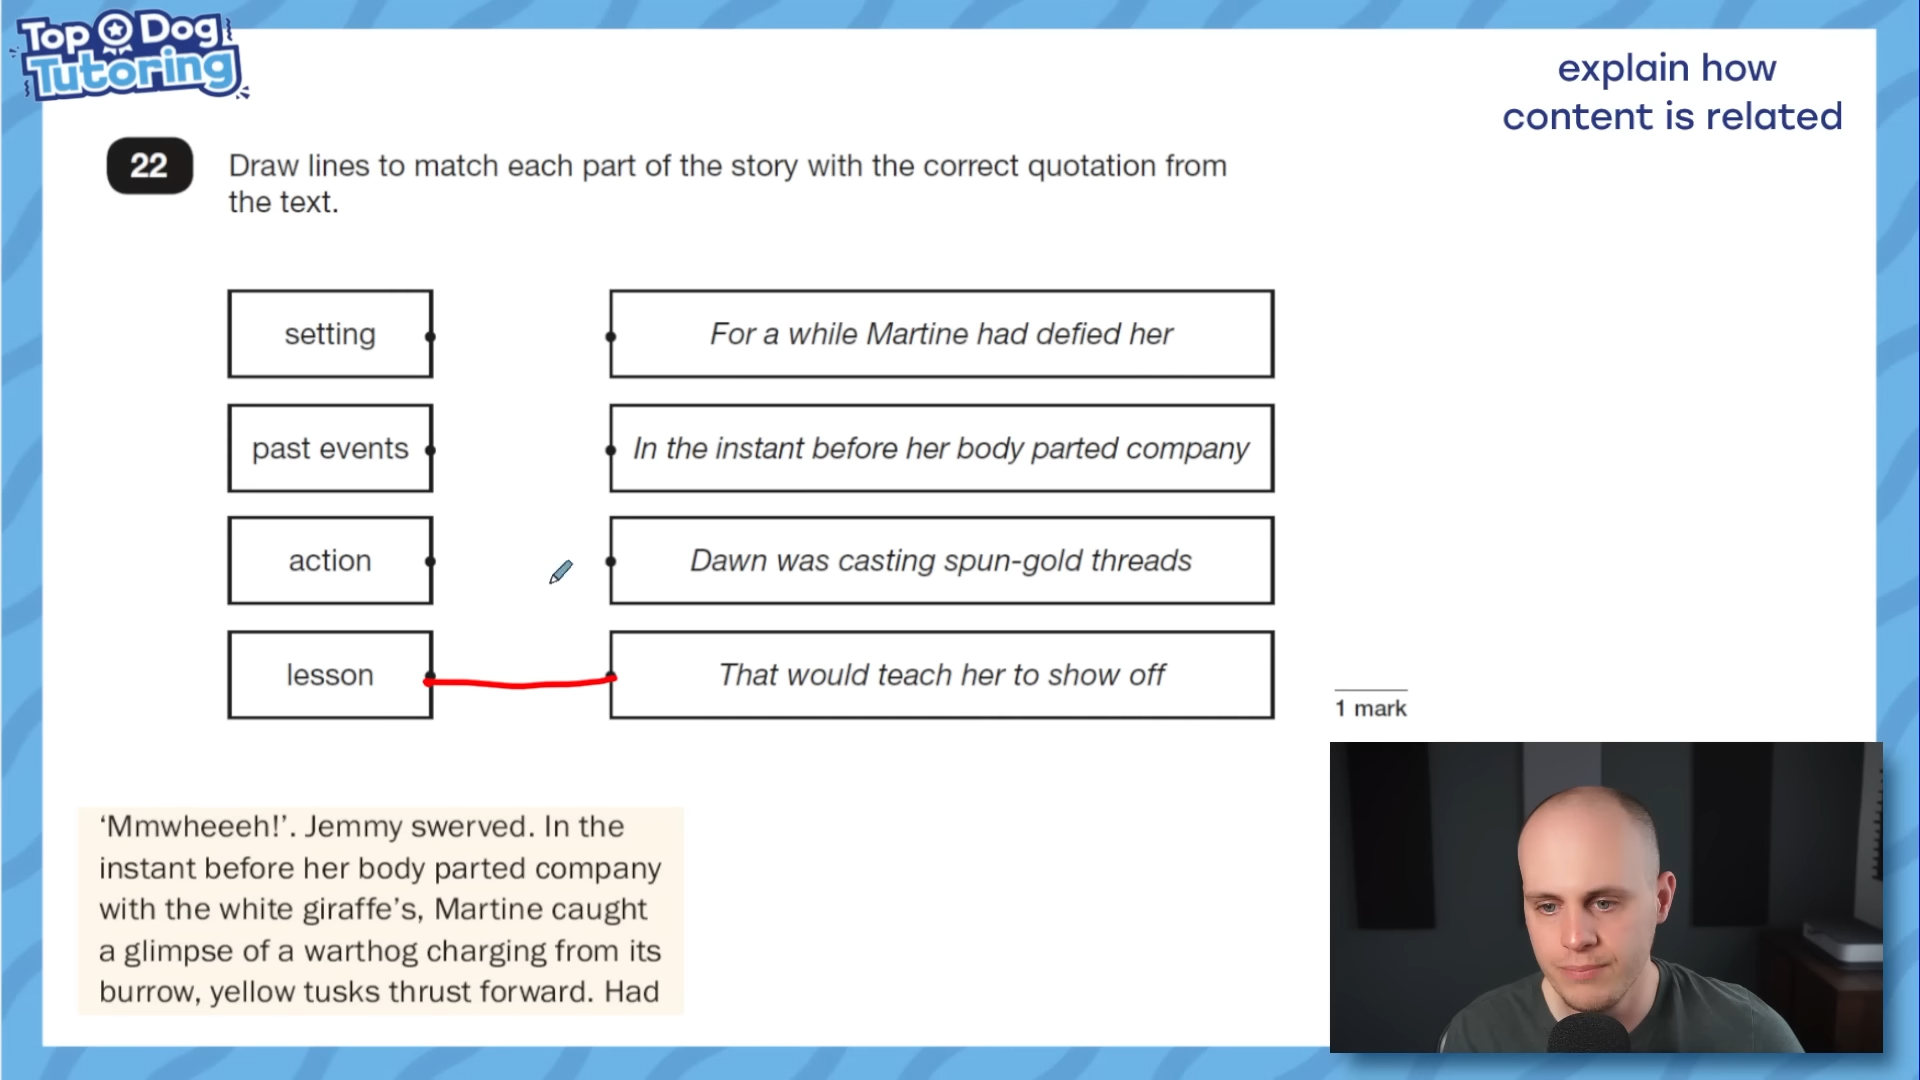 Top Dog
Tutoring
explain how
content is related
22
Draw lines to match each part of the story with the correct quotation from
the text.
setting
For a while Martine had defied her
past events
In the instant before her body parted company
action
Dawn was casting spun-gold threads
lesson
That would teach her to show off
1 mark
‘Mmwheeeh!’. Jemmy swerved. In the
instant before her body parted company
with the white giraffe’s, Martine caught
a glimpse of a warthog charging from its
burrow, yellow tusks thrust forward. Had